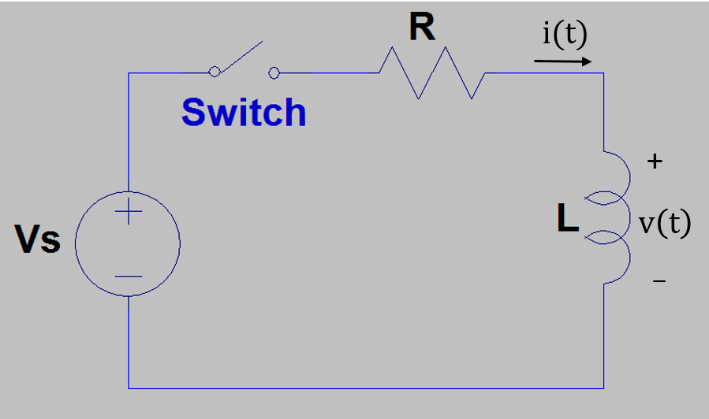 R
i(t)
Switch
+
L
v(t)
Vs
+
−
−